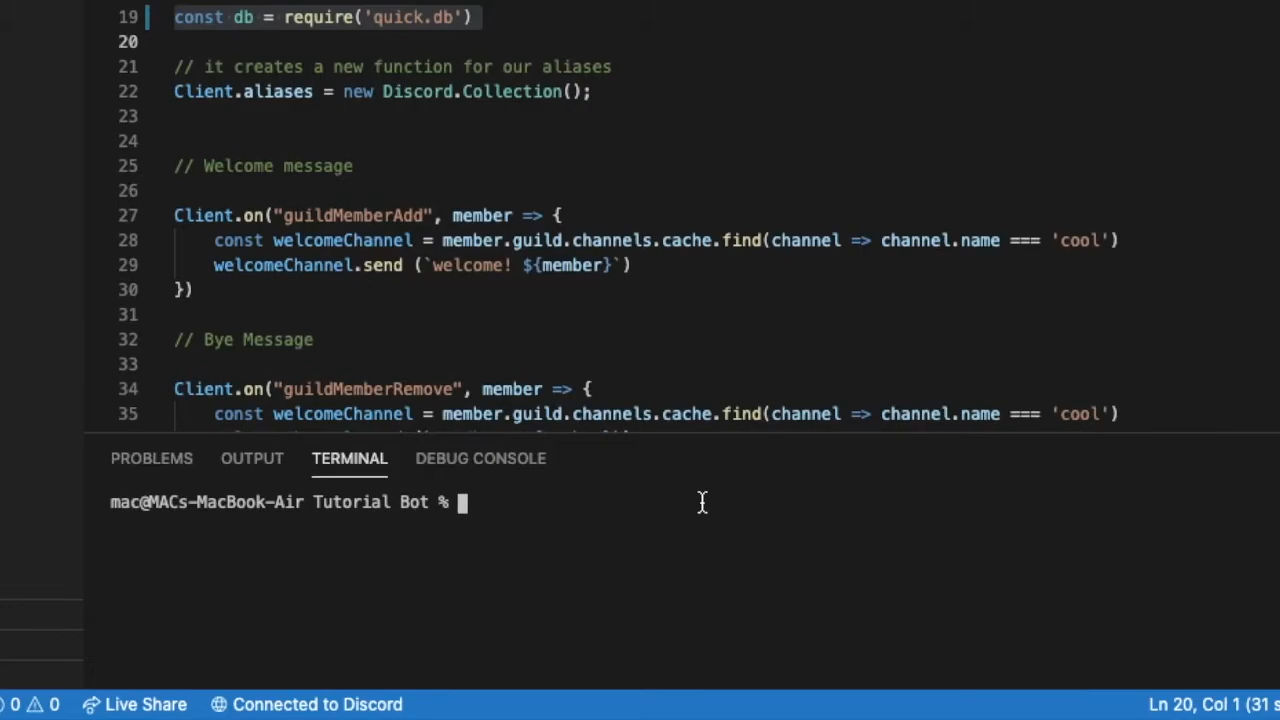 19 const db = require('quick.db')
20
21 // it creates a new function for our aliases
22 Client.aliases = new Discord.Collection();
23
24
25 // Welcome message
26
27 Client.on("guildMemberAdd", member => {
28 const welcomeChannel = member.guild.channels.cache.find(channel => channel.name === 'cool')
29 welcomeChannel.send (`welcome! ${member}`)
30 })
31
32 // Bye Message
33
34 Client.on("guildMemberRemove", member => {
35 const welcomeChannel = member.guild.channels.cache.find(channel => channel.name === 'cool')
PROBLEMS OUTPUT TERMINAL DEBUG CONSOLE
mac@MACs-MacBook-Air Tutorial Bot %
0 0 Live Share Connected to Discord Ln 20, Col 1 (31 s